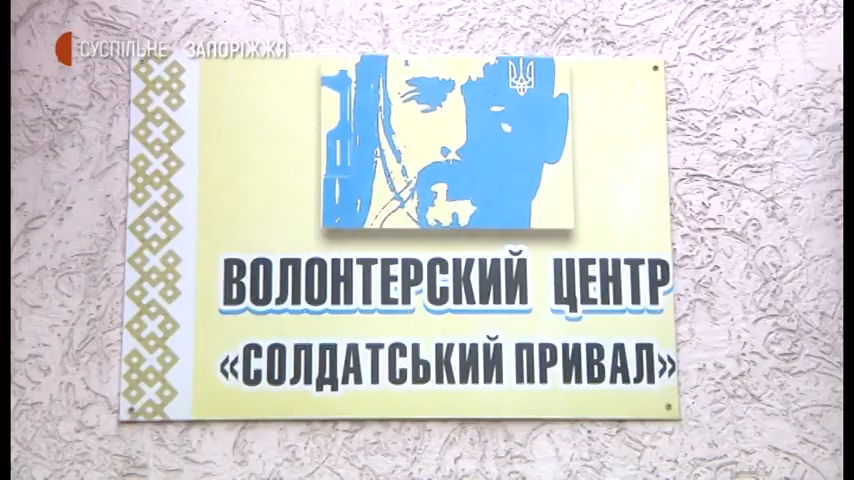 СУСПІЛЬНЕ ЗАПОРІЖЖЯ
ВОЛОНТЕРСКИЙ ЦЕНТР
«СОЛДАТСЬКИЙ ПРИВАЛ»